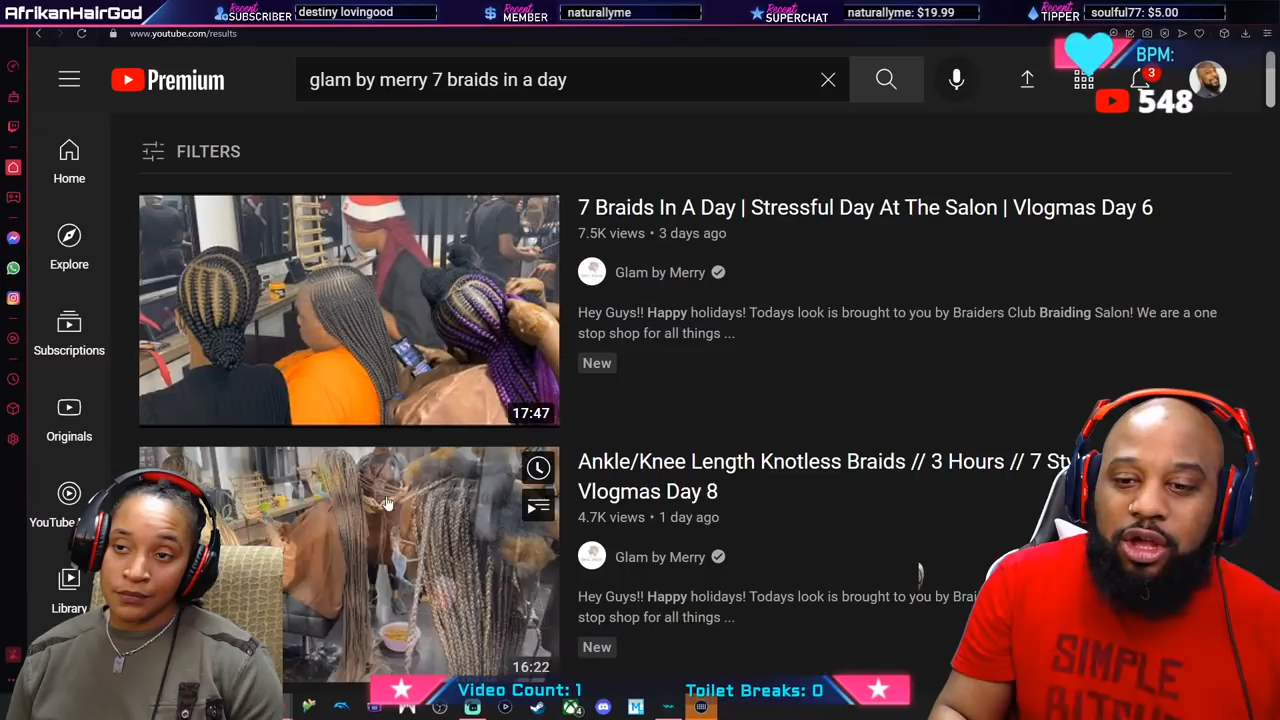 AFRIKANHAIRGOD
Recent SUBSCRIBER destiny lovingood
Recent MEMBER naturallyme
Recent SUPERCHAT naturallyme: $19.99
Recent TIPPER soulful77: $5.00
www.youtube.com/results
BPM:
Premium
glam by merry 7 braids in a day
3
548
Home
Explore
Subscriptions
Originals
YouTube
Library
FILTERS
17:47
7 Braids In A Day | Stressful Day At The Salon | Vlogmas Day 6
7.5K views • 3 days ago
Glam by Merry
Hey Guys!! Happy holidays! Todays look is brought to you by Braiders Club Braiding Salon! We are a one
stop shop for all things ...
New
16:22
Ankle/Knee Length Knotless Braids // 3 Hours // 7 Sty
Vlogmas Day 8
4.7K views • 1 day ago
Glam by Merry
Hey Guys!! Happy holidays! Todays look is brought to you by Brai
stop shop for all things ...
New
SIMPLE
Video Count: 1
Toilet Breaks: 0